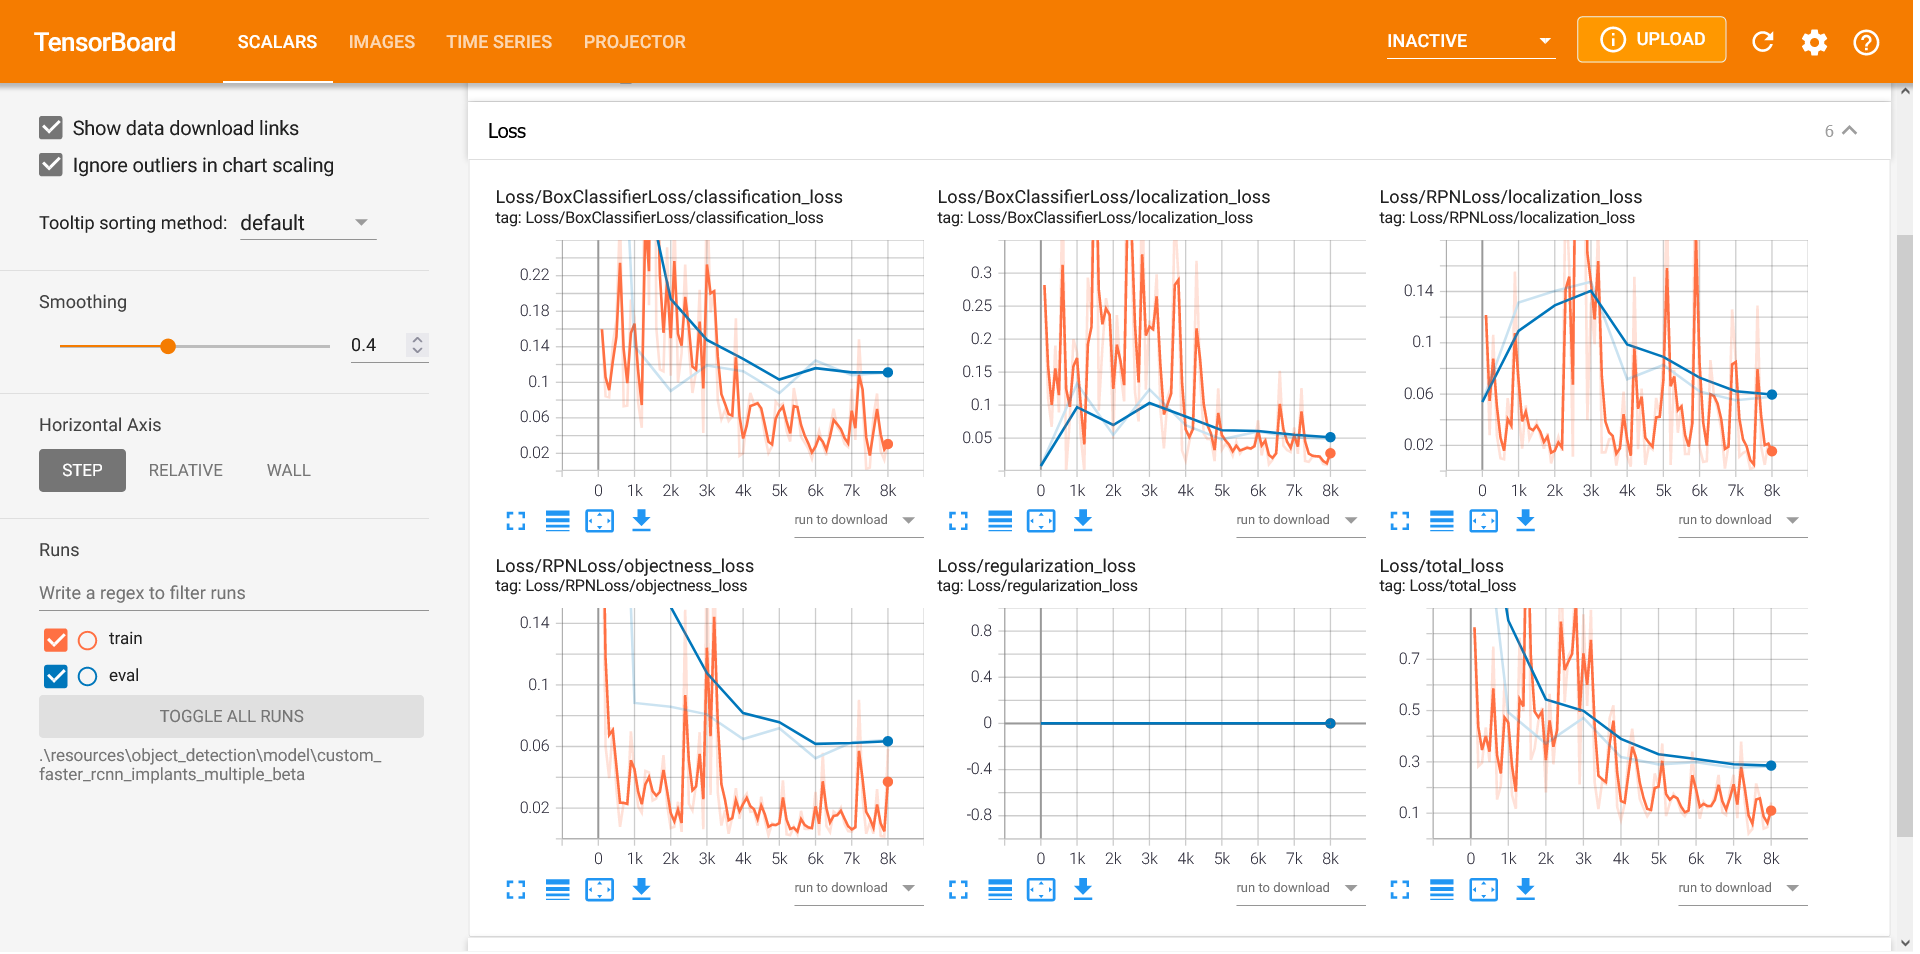 TensorBoard
SCALARS IMAGES TIME SERIES PROJECTOR
INACTIVE
UPLOAD
Show data download links
Ignore outliers in chart scaling
Tooltip sorting method: default
Smoothing
0.4
Horizontal Axis
STEP RELATIVE WALL
Runs
Write a regex to filter runs
train
eval
TOGGLE ALL RUNS
.\resources\object_detection\model\custom_
faster_rcnn_implants_multiple_beta
Loss
6
Loss/BoxClassifierLoss/classification_loss
tag: Loss/BoxClassifierLoss/classification_loss
0.22
0.18
0.14
0.1
0.06
0.02
0 1k 2k 3k 4k 5k 6k 7k 8k
run to download
Loss/BoxClassifierLoss/localization_loss
tag: Loss/BoxClassifierLoss/localization_loss
0.3
0.25
0.2
0.15
0.1
0.05
0 1k 2k 3k 4k 5k 6k 7k 8k
run to download
Loss/RPNLoss/localization_loss
tag: Loss/RPNLoss/localization_loss
0.14
0.1
0.06
0.02
0 1k 2k 3k 4k 5k 6k 7k 8k
run to download
Loss/RPNLoss/objectness_loss
tag: Loss/RPNLoss/objectness_loss
0.14
0.1
0.06
0.02
0 1k 2k 3k 4k 5k 6k 7k 8k
run to download
Loss/regularization_loss
tag: Loss/regularization_loss
0.8
0.4
0
-0.4
-0.8
0 1k 2k 3k 4k 5k 6k 7k 8k
run to download
Loss/total_loss
tag: Loss/total_loss
0.7
0.5
0.3
0.1
0 1k 2k 3k 4k 5k 6k 7k 8k
run to download